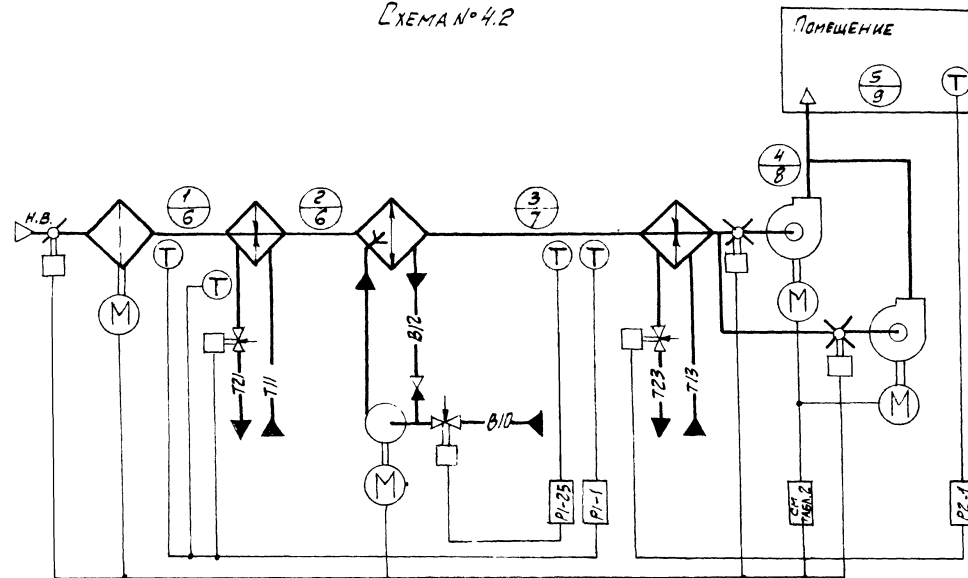 Схема № 4.2
Помещение
5
9
Т
4
8
Н.В.
1
6
2
6
3
7
Т
Т
Т
Т
М
М
М
М
Т21
Т11
В12
В10
Т23
Т13
Р1-25
Р1-1
см. табл. 2
Р2-1